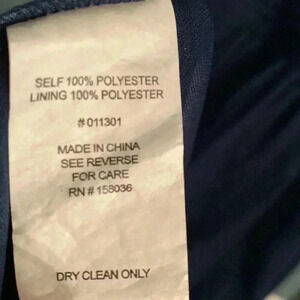 SELF 100% POLYESTER
LINING 100% POLYESTER
# 011301
MADE IN CHINA
SEE REVERSE
FOR CARE
RN # 158036
DRY CLEAN ONLY